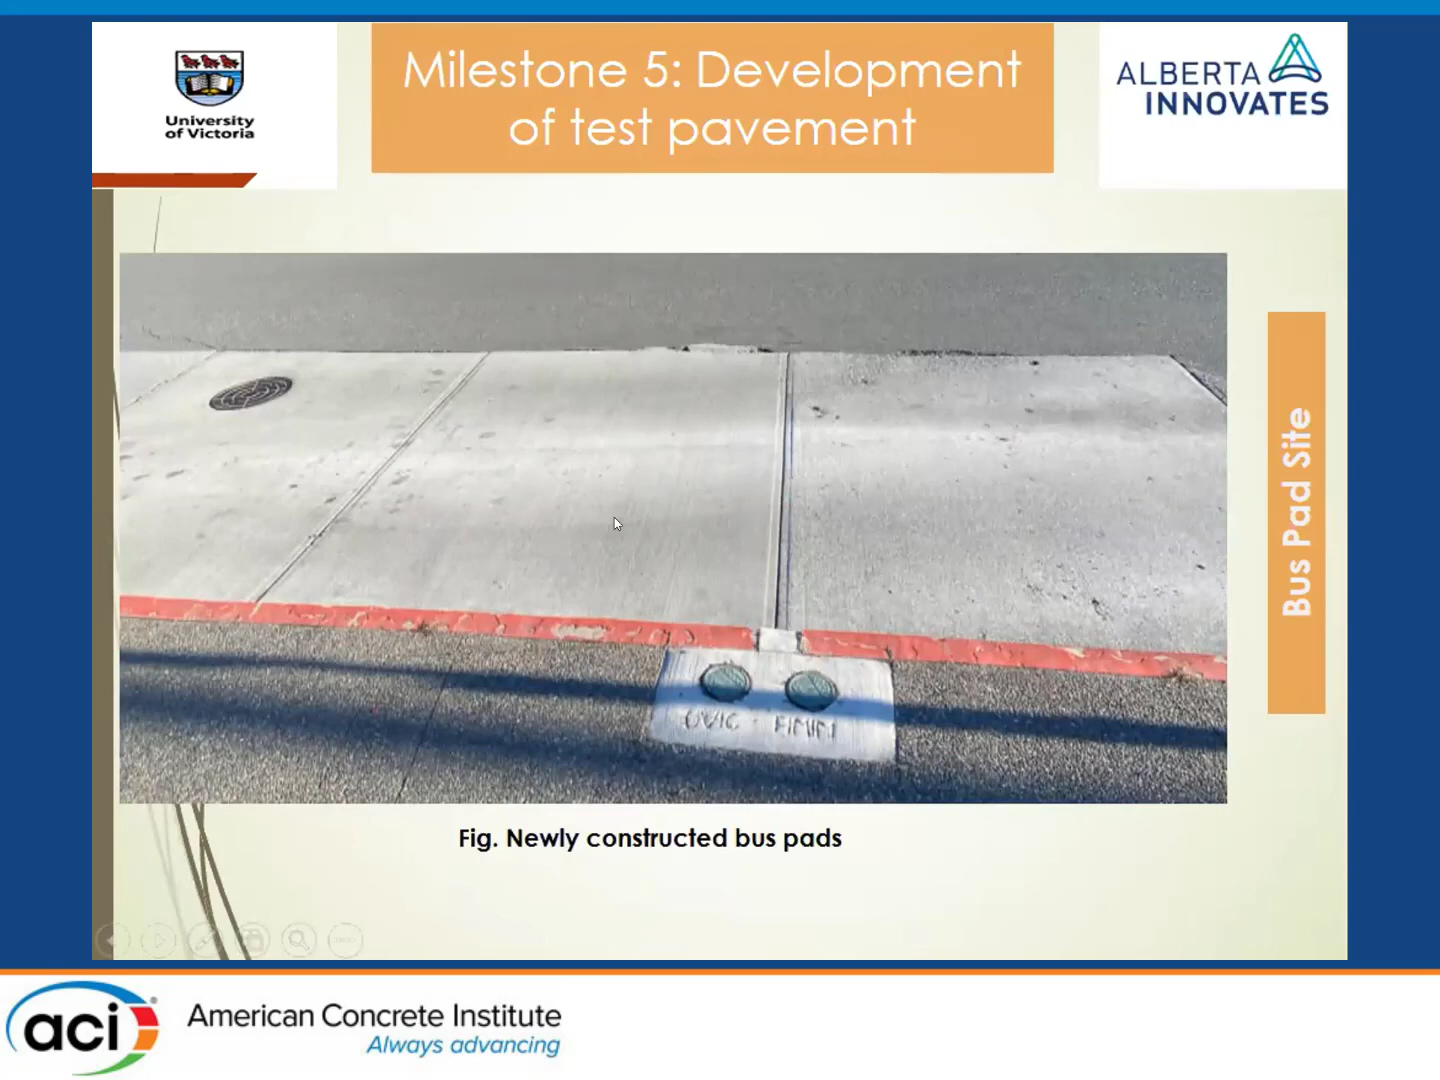 University
of Victoria
Milestone 5: Development
of test pavement
ALBERTA
INNOVATES
Bus Pad Site
UVIC
Fig. Newly constructed bus pads
aci
American Concrete Institute
Always advancing